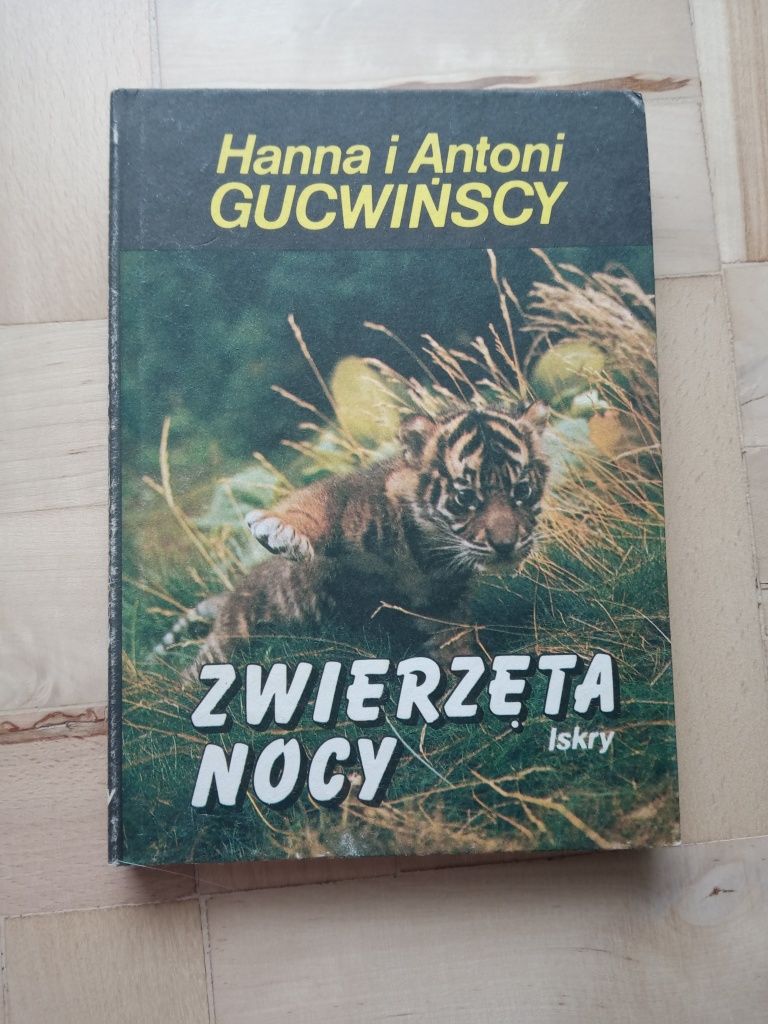 Hanna i Antoni
GUCWIŃSCY
ZWIERZĘTA
NOCY
Iskry